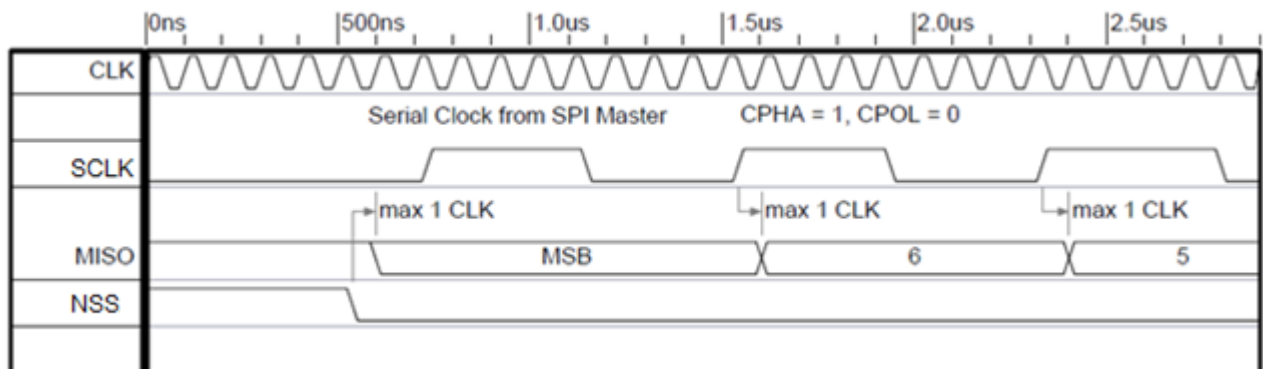 0ns 500ns 1.0us 1.5us 2.0us 2.5us
CLK
Serial Clock from SPI Master CPHA = 1, CPOL = 0
SCLK
max 1 CLK max 1 CLK max 1 CLK
MISO MSB 6 5
NSS